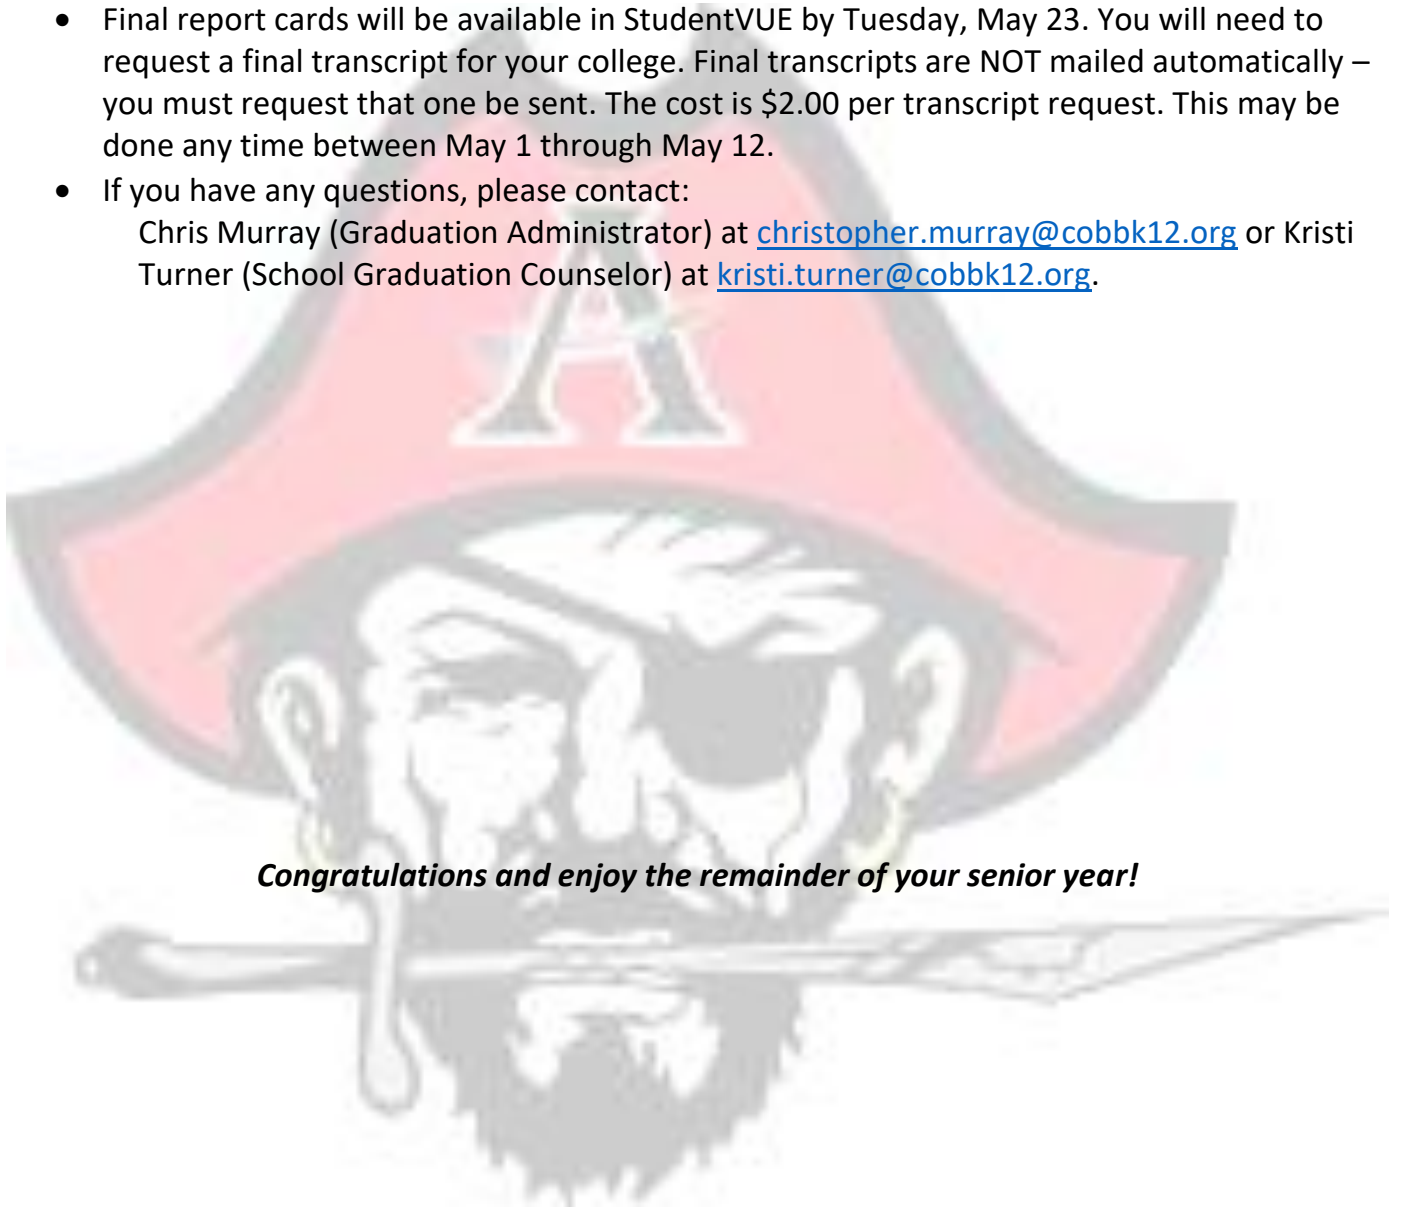 • Final report cards will be available in StudentVUE by Tuesday, May 23. You will need to
request a final transcript for your college. Final transcripts are NOT mailed automatically –
you must request that one be sent. The cost is $2.00 per transcript request. This may be
done any time between May 1 through May 12.
• If you have any questions, please contact:
Chris Murray (Graduation Administrator) at christopher.murray@cobbk12.org or Kristi
Turner (School Graduation Counselor) at kristi.turner@cobbk12.org.
A
Congratulations and enjoy the remainder of your senior year!